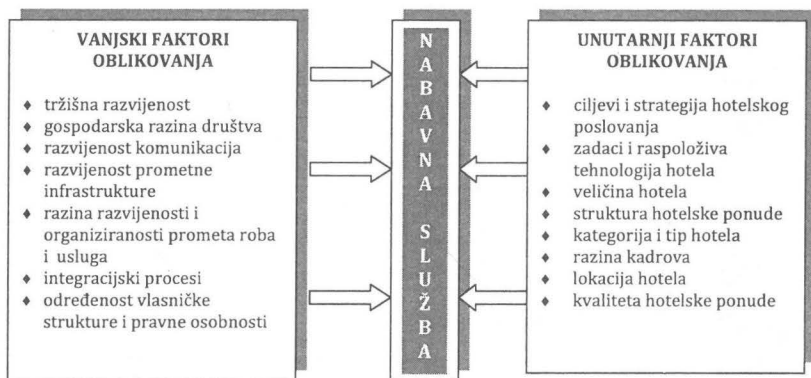 VANJSKI FAKTORI
OBLIKOVANJA
♦ tržišna razvijenost
♦ gospodarska razina društva
♦ razvijenost komunikacija
♦ razvijenost prometne
infrastrukture
♦ razina razvijenosti i
organiziranosti prometa roba
i usluga
♦ integracijski procesi
♦ određenost vlasničke
strukture i pravne osobnosti
NABAVNA SLUŽBA
UNUTARNJI FAKTORI
OBLIKOVANJA
♦ ciljevi i strategija hotelskog
poslovanja
♦ zadaci i raspoloživa
tehnologija hotela
♦ veličina hotela
♦ struktura hotelske ponude
♦ kategorija i tip hotela
♦ razina kadrova
♦ lokacija hotela
♦ kvaliteta hotelske ponude